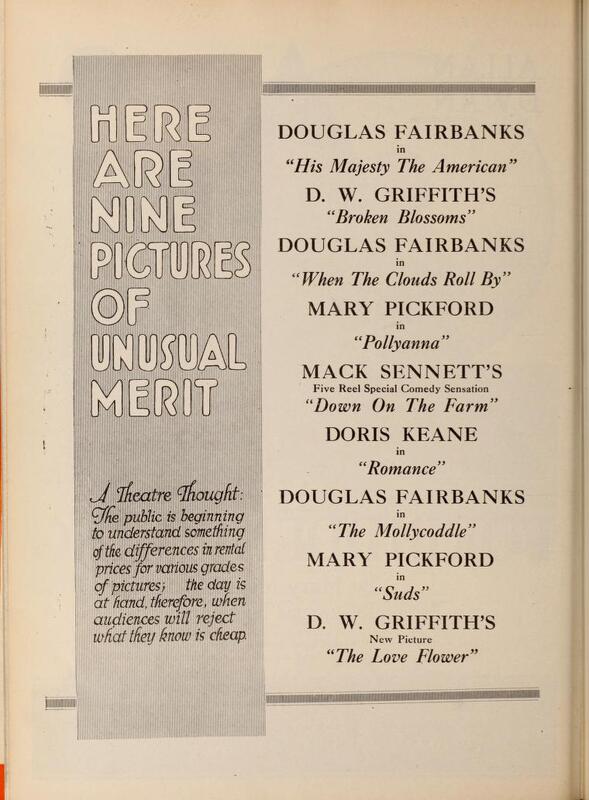 HERE
ARE
NINE
PICTURES
OF
UNUSUAL
MERIT
A Theatre Thought:
The public is beginning
to understand something
of the differences in rental
prices for various grades
of pictures; the day is
at hand, therefore, when
audiences will reject
what they know is cheap.
DOUGLAS FAIRBANKS
in
"His Majesty The American"
D. W. GRIFFITH'S
"Broken Blossoms"
DOUGLAS FAIRBANKS
in
"When The Clouds Roll By"
MARY PICKFORD
in
"Pollyanna"
MACK SENNETT'S
Five Reel Special Comedy Sensation
"Down On The Farm"
DORIS KEANE
in
"Romance"
DOUGLAS FAIRBANKS
in
"The Mollycoddle"
MARY PICKFORD
in
"Suds"
D. W. GRIFFITH'S
New Picture
"The Love Flower"